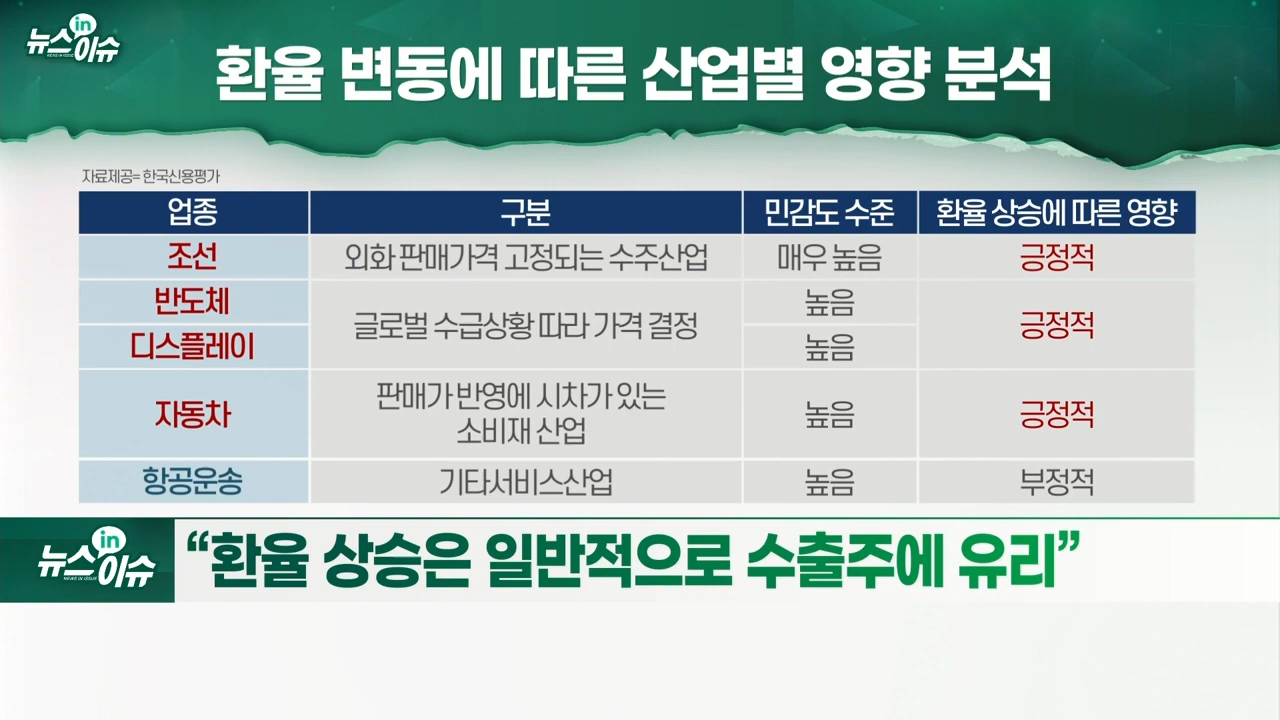 뉴스in이슈
NEWS IN ISSUE
환율 변동에 따른 산업별 영향 분석
자료제공=한국신용평가
업종 구분 민감도 수준 환율 상승에 따른 영향
조선 외화 판매가격 고정되는 수주산업 매우 높음 긍정적
반도체 글로벌 수급상황 따라 가격 결정 높음 긍정적
디스플레이 높음
자동차 판매가 반영에 시차가 있는 높음 긍정적
소비재 산업
항공운송 기타서비스산업 높음 부정적
뉴스in이슈
NEWS IN ISSUE
“환율 상승은 일반적으로 수출주에 유리”